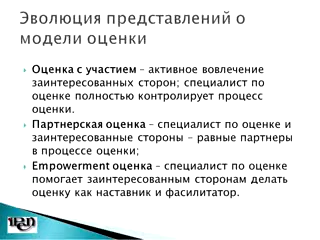 Эволюция представлений о
модели оценки
Оценка с участием – активное вовлечение
заинтересованных сторон; специалист по
оценке полностью контролирует процесс
оценки.
Партнерская оценка – специалист по оценке и
заинтересованные стороны – равные партнеры
в процессе оценки;
Empowerment оценка – специалист по оценке
помогает заинтересованным сторонам делать
оценку как наставник и фасилитатор.